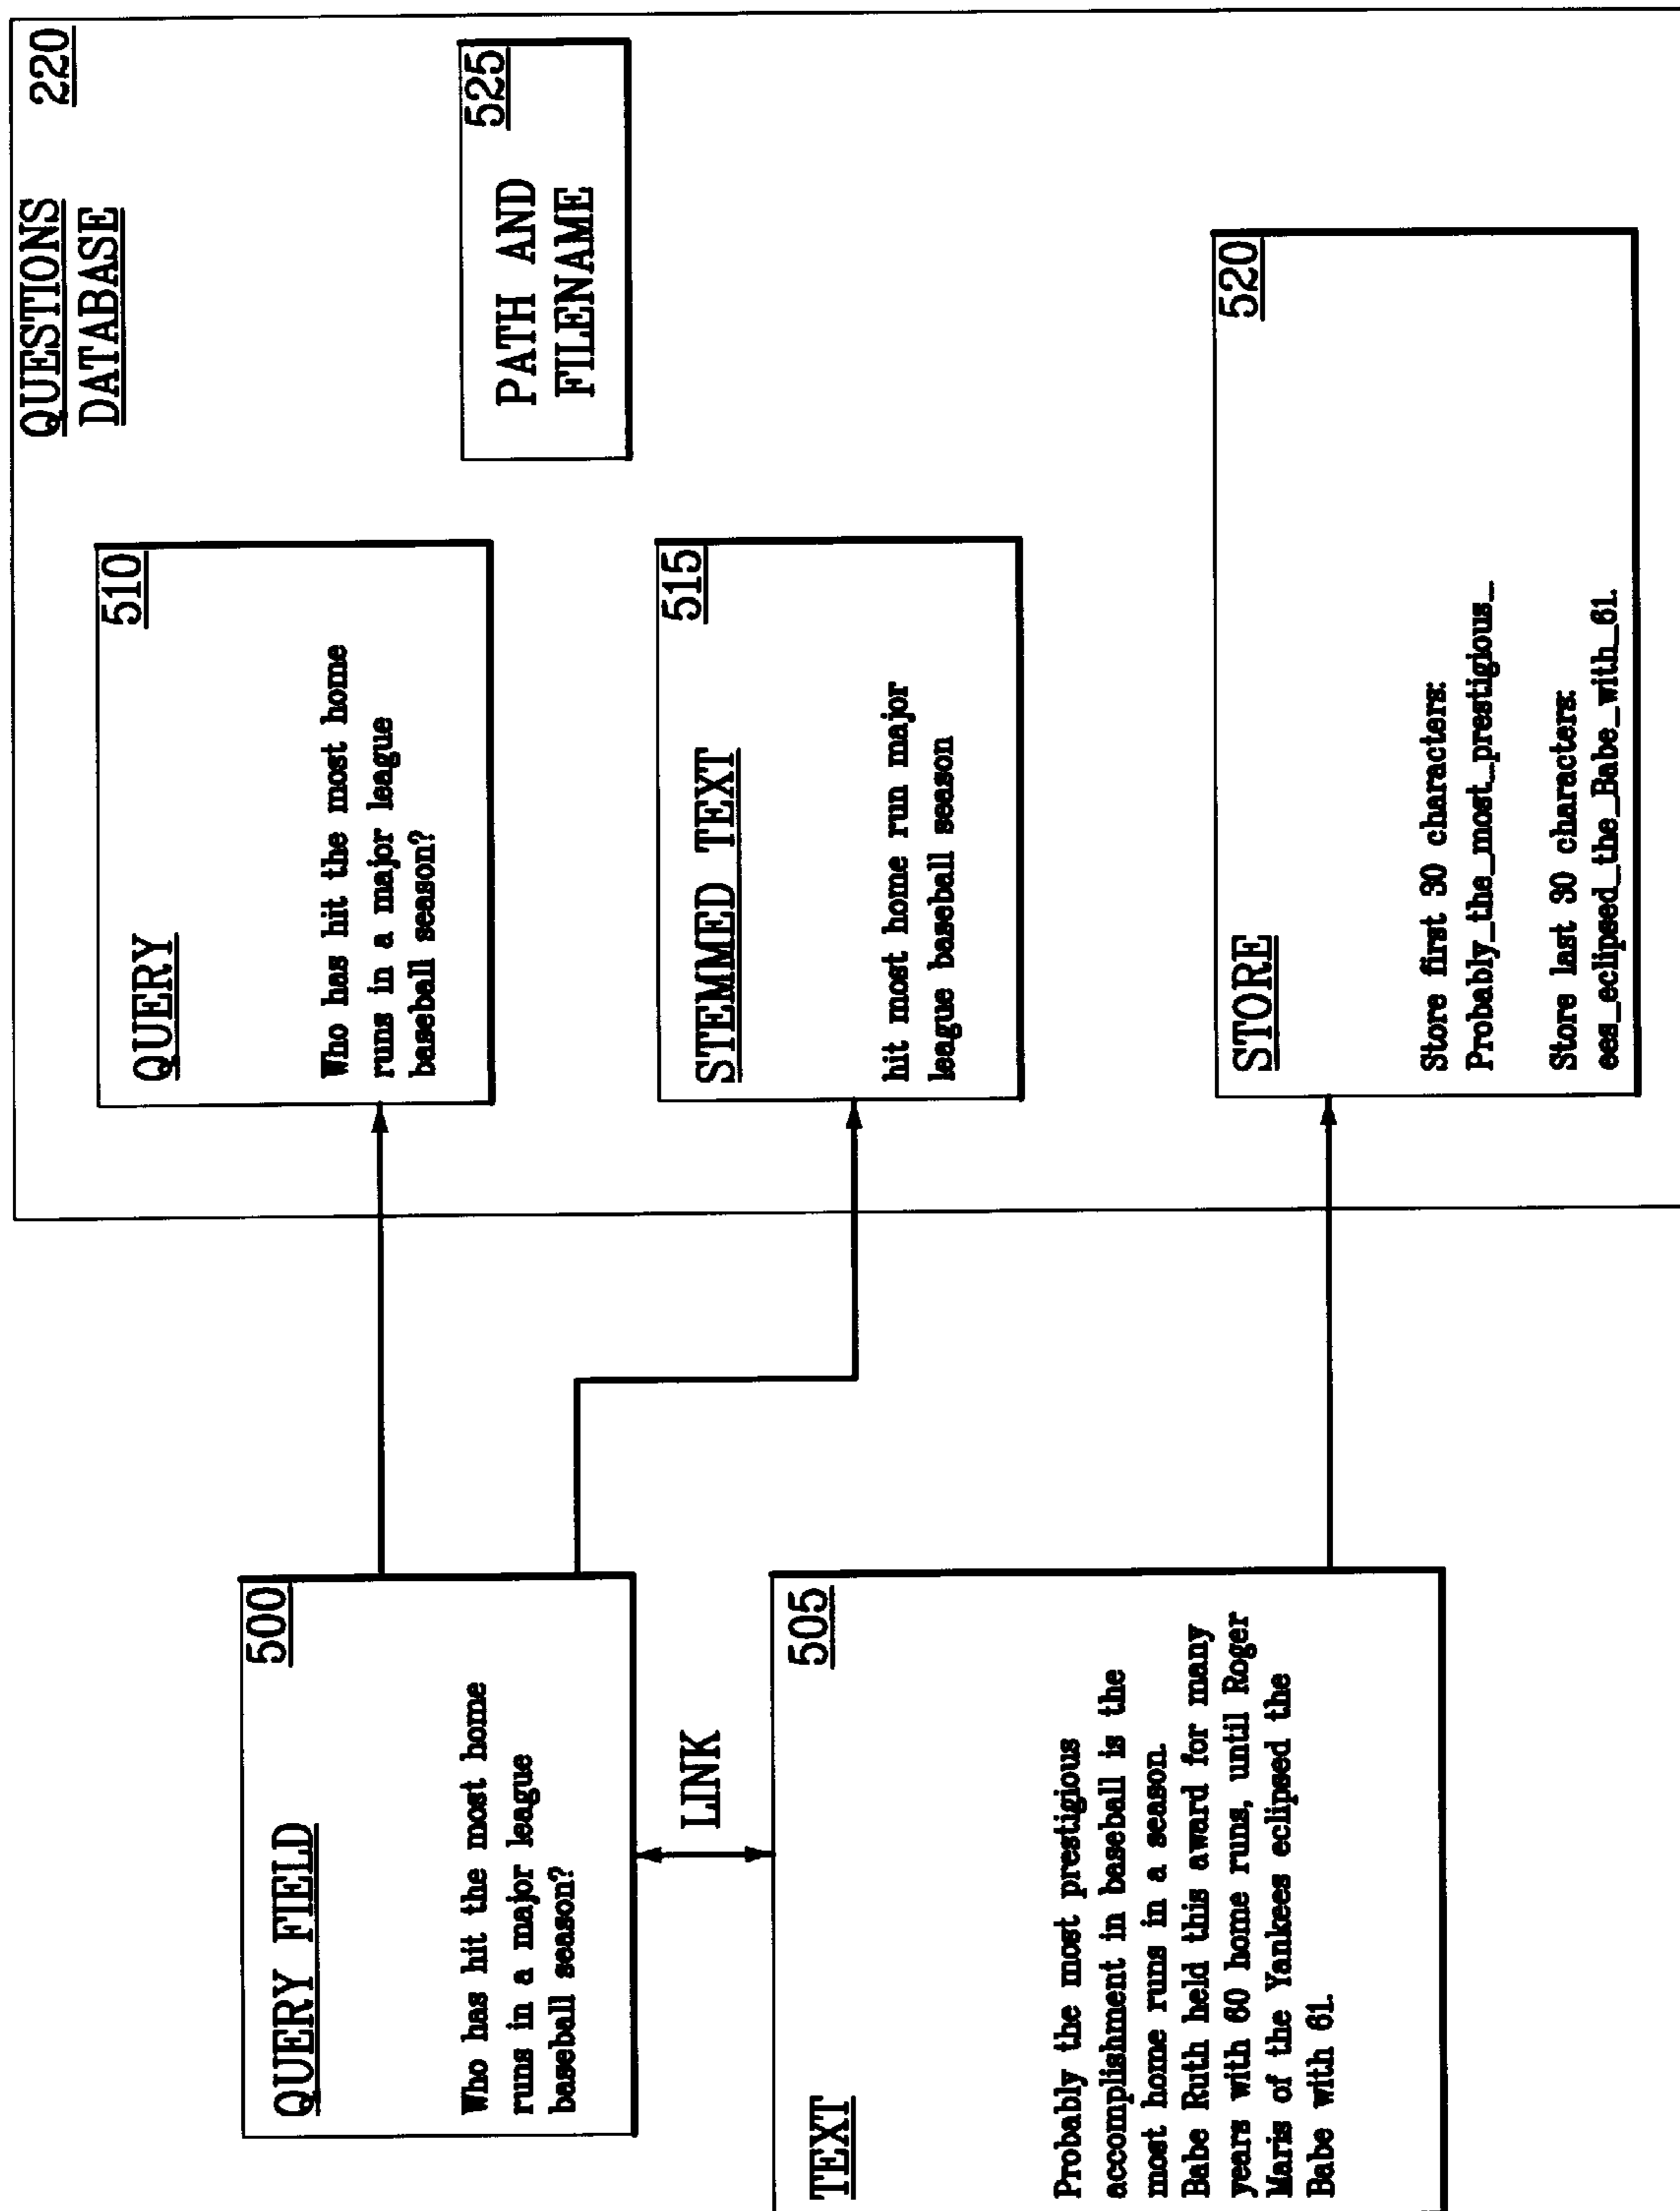 QUERY FIELD
500
Who has hit the most home
runs in a major league
baseball season?
LINK
TEXT
505
Probably the most prestigious
accomplishment in baseball is the
most home runs in a season.
Babe Ruth held this award for many
years with 60 home runs, until Roger
Maris of the Yankees eclipsed the
Babe with 61.
QUESTIONS
DATABASE
220
QUERY
510
Who has hit the most home
runs in a major league
baseball season?
PATH AND
FILENAME
525
STEMMED TEXT
515
hit most home run major
league baseball season
STORE
520
Store first 30 characters:
Probably_the_most_prestigious_
Store last 30 characters:
ees_eclipsed_the_Babe_with_61.